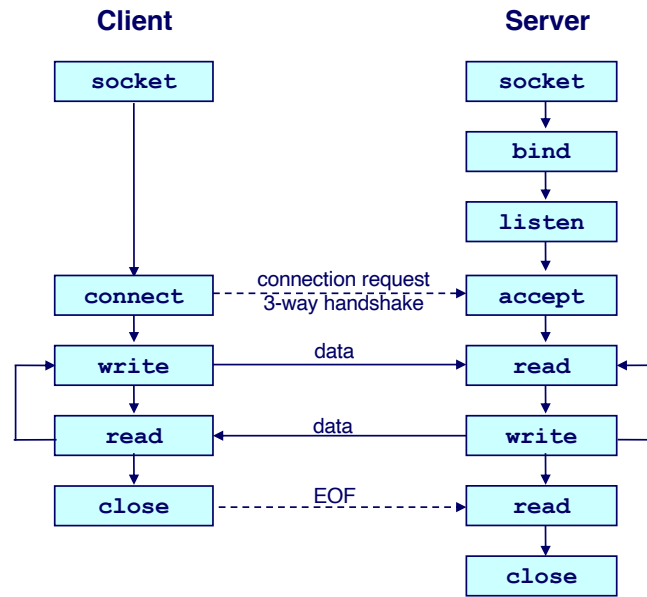 Client
Server
socket
socket
bind
listen
connection request
connect
accept
3-way handshake
data
write
read
data
read
write
EOF
close
read
close